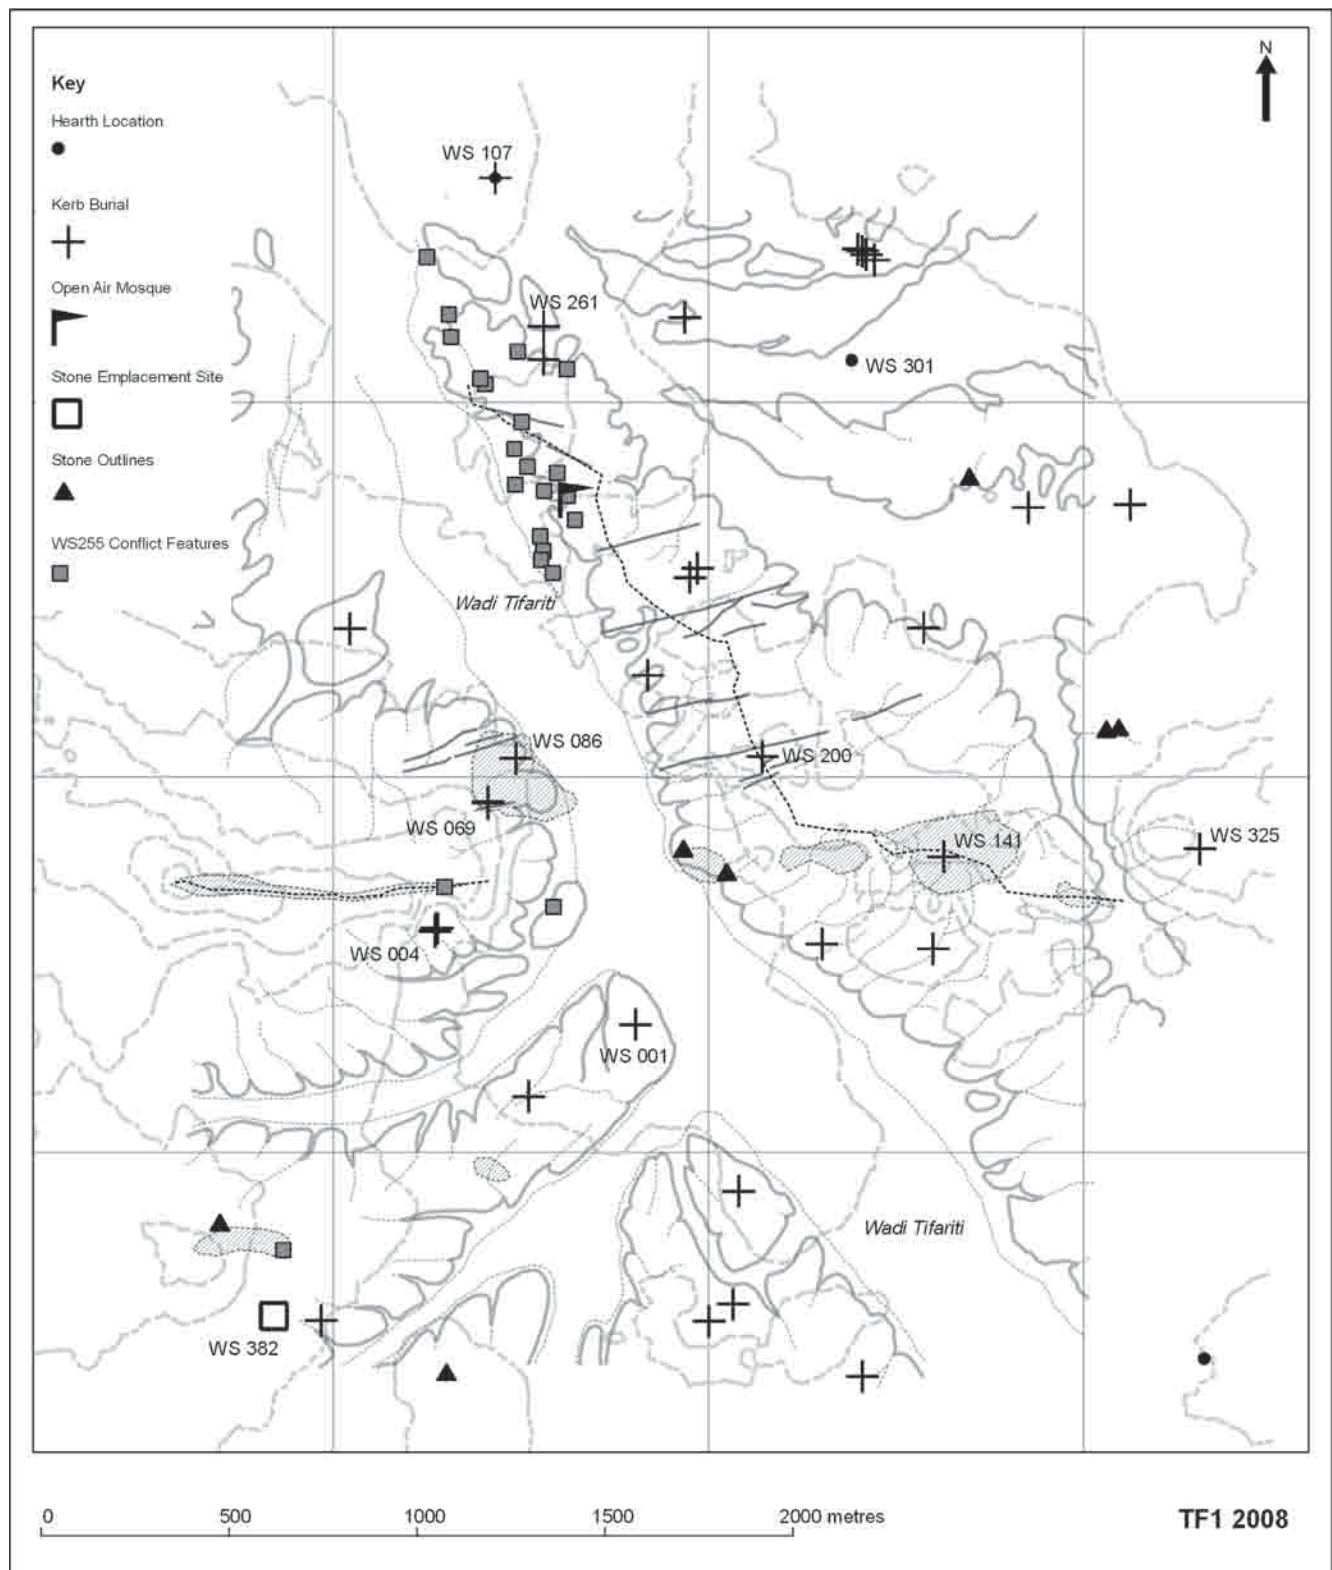 Key
Hearth Location
Kerb Burial
Open Air Mosque
Stone Emplacement Site
Stone Outlines
WS255 Conflict Features
N
WS 107
WS 261
WS 301
Wadi Tifariti
WS 086
WS 200
WS 069
WS 141
WS 325
WS 004
WS 001
Wadi Tifariti
WS 382
0 500 1000 1500 2000 metres
TF1 2008